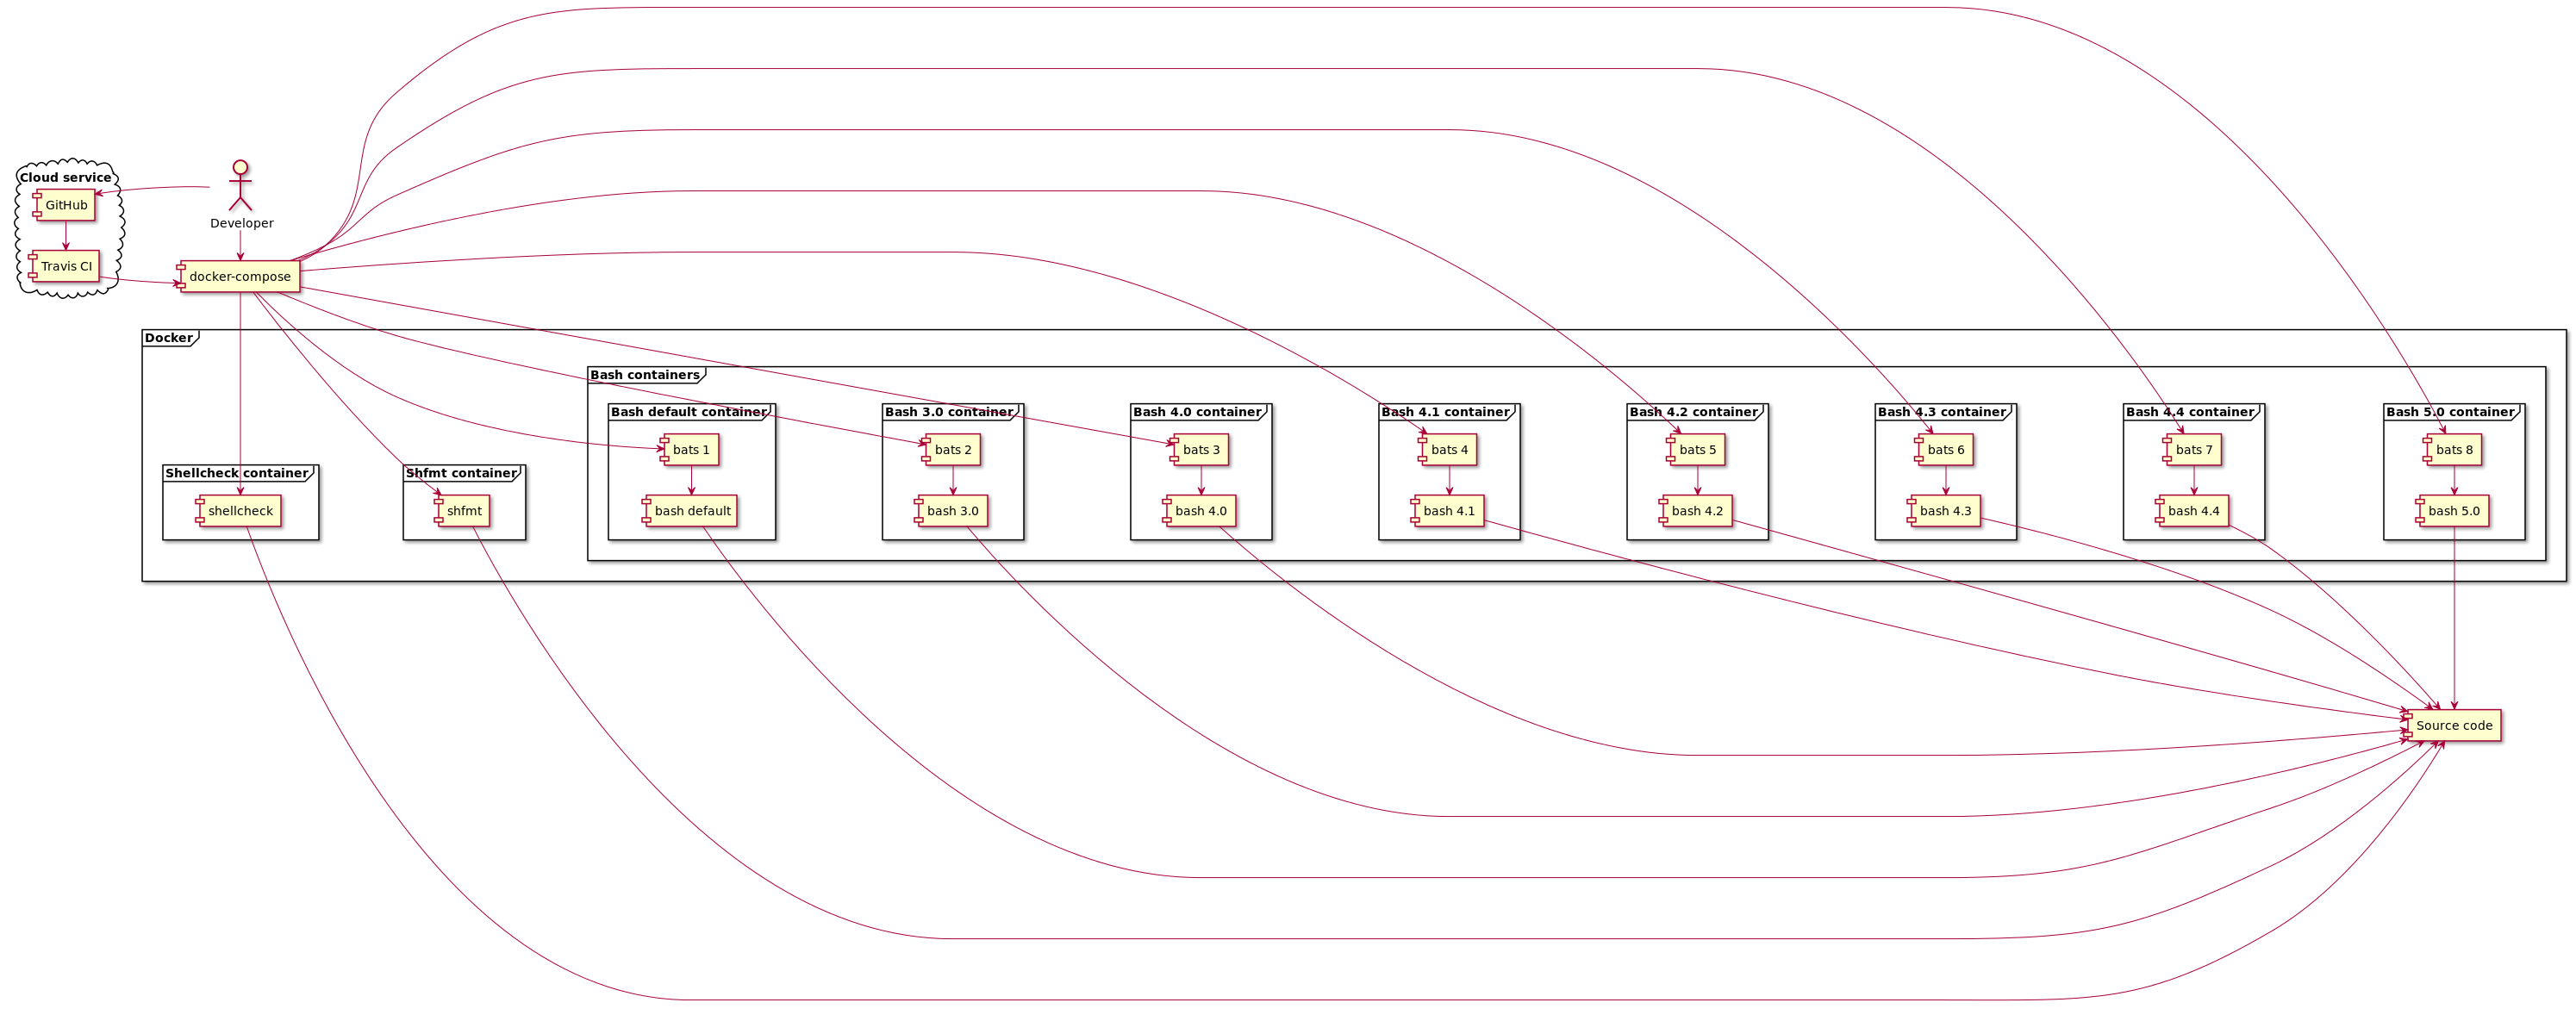 Cloud service
GitHub
Developer
Travis CI
docker-compose
Docker
Bash containers
Bash default container
Bash 3.0 container
Bash 4.0 container
Bash 4.1 container
Bash 4.2 container
Bash 4.3 container
Bash 4.4 container
Bash 5.0 container
bats 1
bats 2
bats 3
bats 4
bats 5
bats 6
bats 7
bats 8
Shellcheck container
Shfmt container
shellcheck
shfmt
bash default
bash 3.0
bash 4.0
bash 4.1
bash 4.2
bash 4.3
bash 4.4
bash 5.0
Source code